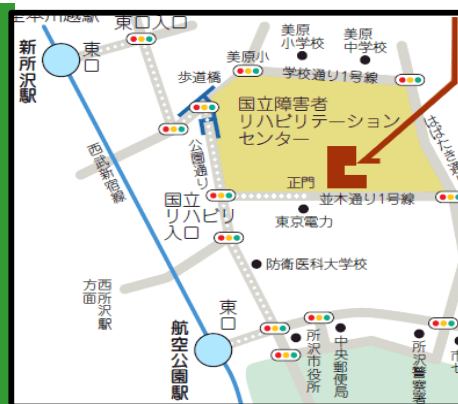 至本川越駅
東口入口
美原
小学校
美原
中学校
新所沢駅
東口
美原小
学校通り1号線
歩道橋
国立障害者
リハビリテーション
センター
公園通り
西武新宿線
正門
並木通り1号線
国立
リハビリ
入口
東京電力
防衛医科大学校
西所沢駅
方面
東口
航空公園駅
所沢市役所
中央郵便局
所沢警察署